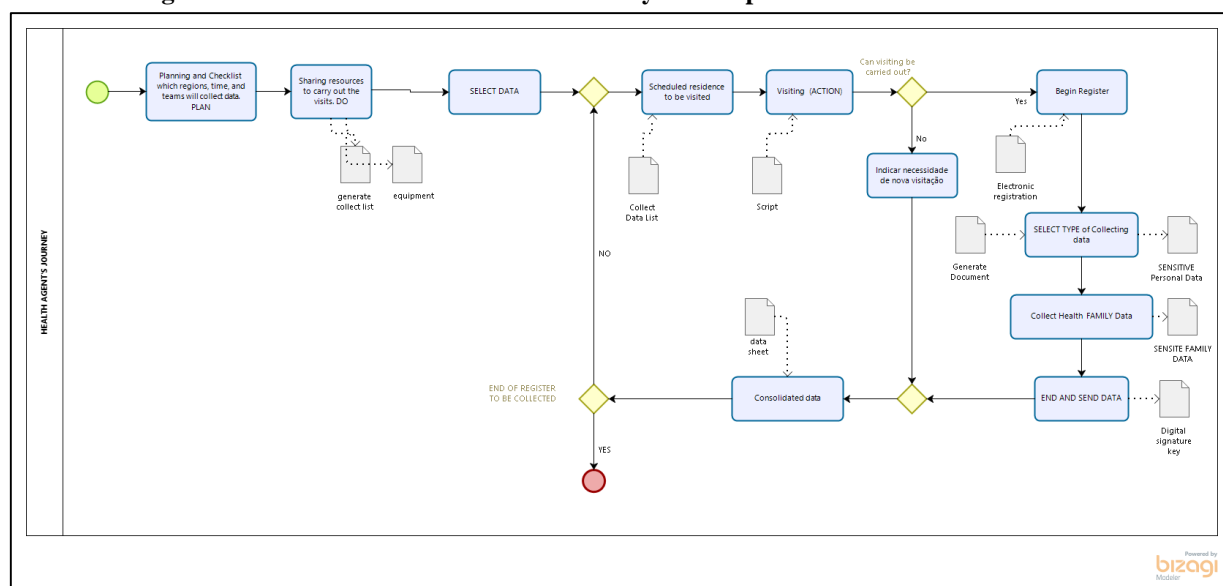 Planning and Checklist
which regions, time, and
teams will collect data.
PLAN
Sharing resources
to carry out the
visits. DO
SELECT DATA
Scheduled residence
to be visited
Visiting (ACTION)
Can visiting be
carried out?
Yes
Begin Register
No
Indicar necessidade
de nova visitação
generate
collect list
equipment
Collect
Data List
Script
Electronic
registration
SELECT TYPE of Collecting
data
Generate
Document
SENSITIVE
Personal Data
HEALTH AGENT'S JOURNEY
NO
Collect Health FAMILY Data
data
sheet
SENSITE FAMILY
DATA
END OF REGISTER
TO BE COLLECTED
Consolidated data
END AND SEND DATA
Digital
signature
key
YES
Powered by
bizagi
Modeler